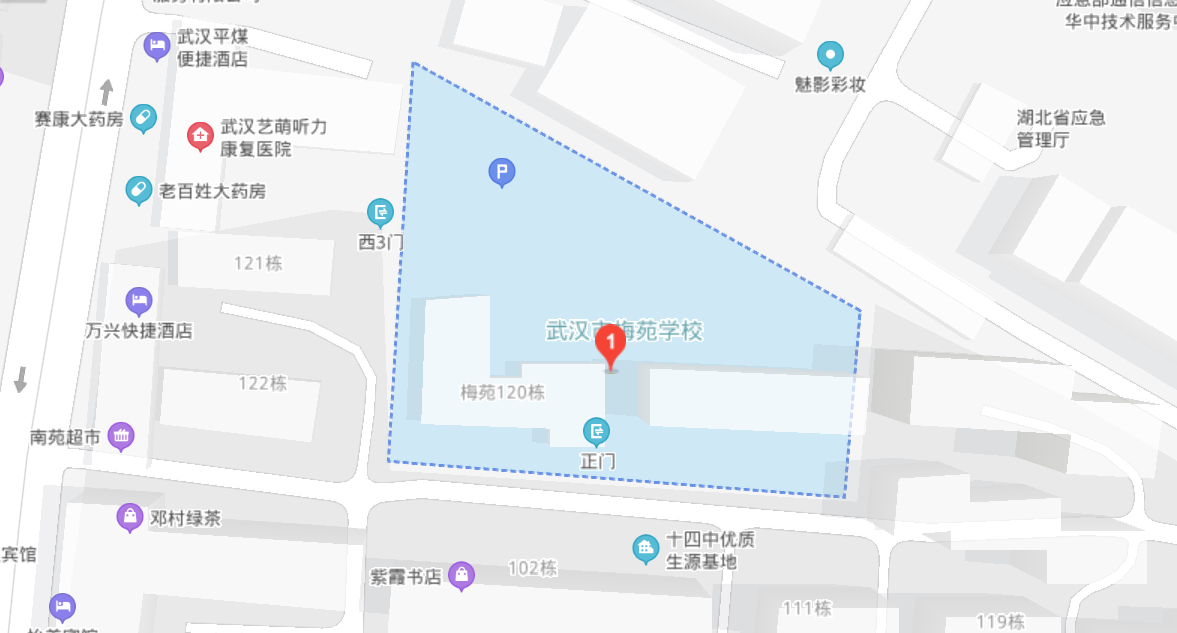 武汉平煤
便捷酒店
魅影彩妆
华中技术服务
赛康大药房
武汉艺萌听力
康复医院
湖北省应急
管理厅
老百姓大药房
P
西3门
121栋
万兴快捷酒店
武汉市梅苑学校
1
122栋
梅苑120栋
南苑超市
正门
邓村绿茶
十四中优质
生源基地
宾馆
紫霞书店
102栋
111栋
119栋